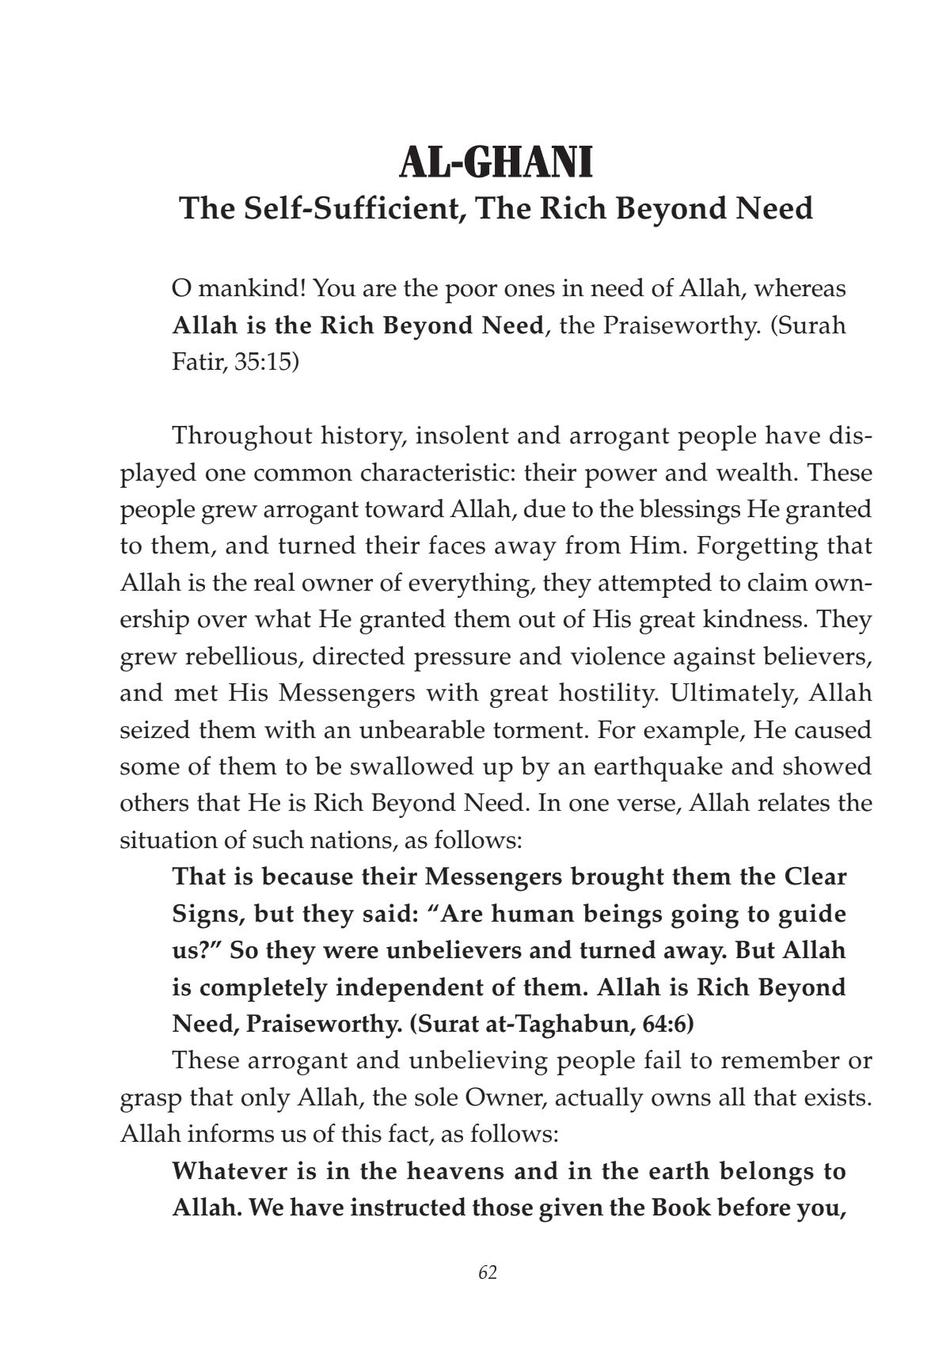 AL-GHANI
The Self-Sufficient, The Rich Beyond Need
O mankind! You are the poor ones in need of Allah, whereas
Allah is the Rich Beyond Need, the Praiseworthy. (Surah
Fatir, 35:15)
Throughout history, insolent and arrogant people have dis-
played one common characteristic: their power and wealth. These
people grew arrogant toward Allah, due to the blessings He granted
to them, and turned their faces away from Him. Forgetting that
Allah is the real owner of everything, they attempted to claim own-
ership over what He granted them out of His great kindness. They
grew rebellious, directed pressure and violence against believers,
and met His Messengers with great hostility. Ultimately, Allah
seized them with an unbearable torment. For example, He caused
some of them to be swallowed up by an earthquake and showed
others that He is Rich Beyond Need. In one verse, Allah relates the
situation of such nations, as follows:
That is because their Messengers brought them the Clear
Signs, but they said: “Are human beings going to guide
us?” So they were unbelievers and turned away. But Allah
is completely independent of them. Allah is Rich Beyond
Need, Praiseworthy. (Surat at-Taghabun, 64:6)
These arrogant and unbelieving people fail to remember or
grasp that only Allah, the sole Owner, actually owns all that exists.
Allah informs us of this fact, as follows:
Whatever is in the heavens and in the earth belongs to
Allah. We have instructed those given the Book before you,
62